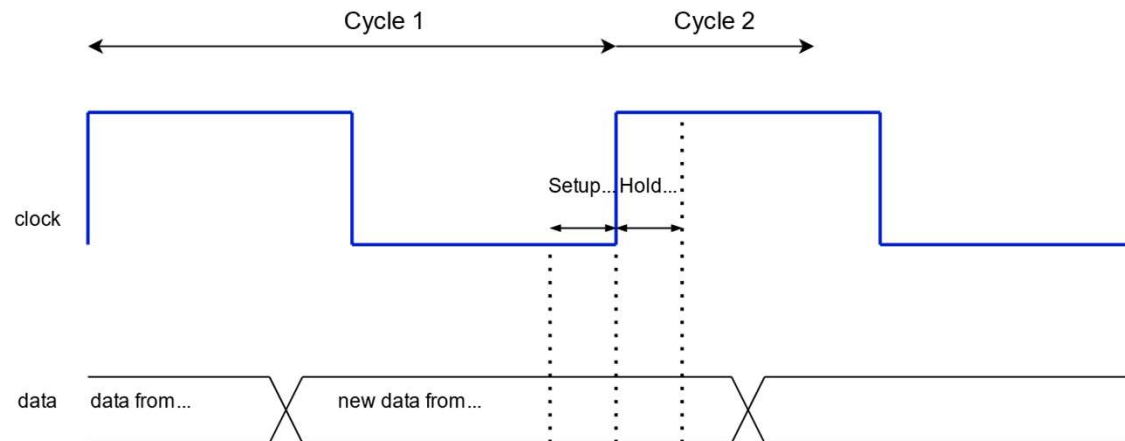 Cycle 1
Cycle 2
Setup... Hold...
clock
data
data from...
new data from...